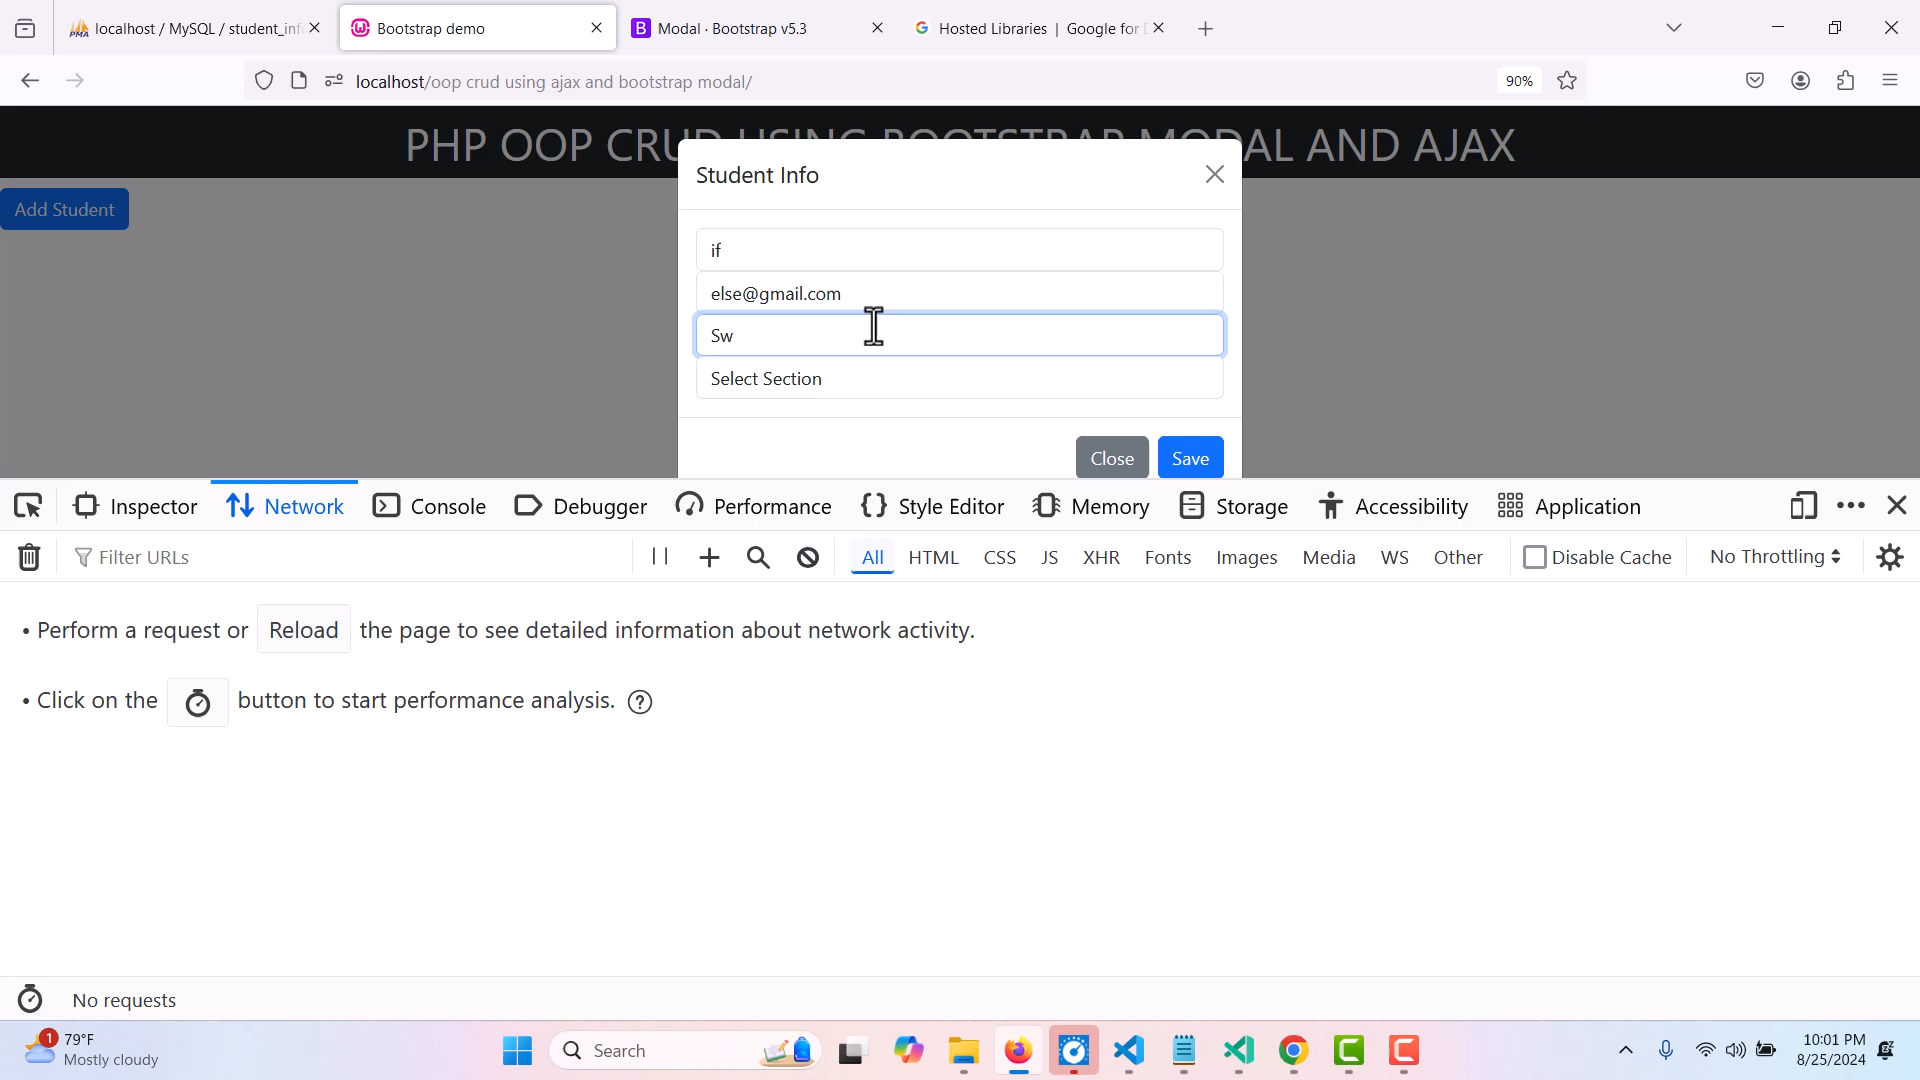 localhost / MySQL / student_inf
Bootstrap demo
Modal · Bootstrap v5.3
Hosted Libraries | Google for
localhost/oop crud using ajax and bootstrap modal/
90%
PHP OOP CRUD USING BOOTSTRAP MODAL AND AJAX
Add Student
Student Info
if
else@gmail.com
Sw
Select Section
Close
Save
Inspector
Network
Console
Debugger
Performance
Style Editor
Memory
Storage
Accessibility
Application
Filter URLs
All
HTML
CSS
JS
XHR
Fonts
Images
Media
WS
Other
Disable Cache
No Throttling
• Perform a request or Reload the page to see detailed information about network activity.
• Click on the button to start performance analysis. ?
No requests
1
79°F
Mostly cloudy
Search
10:01 PM
8/25/2024